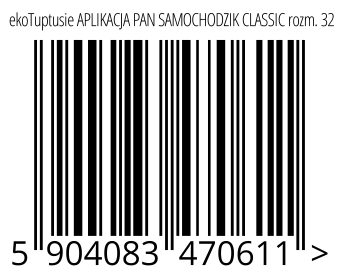 ekoTuptusie APLIKACJA PAN SAMOCHODZIK CLASSIC rozm. 32
5 904083 470611 >